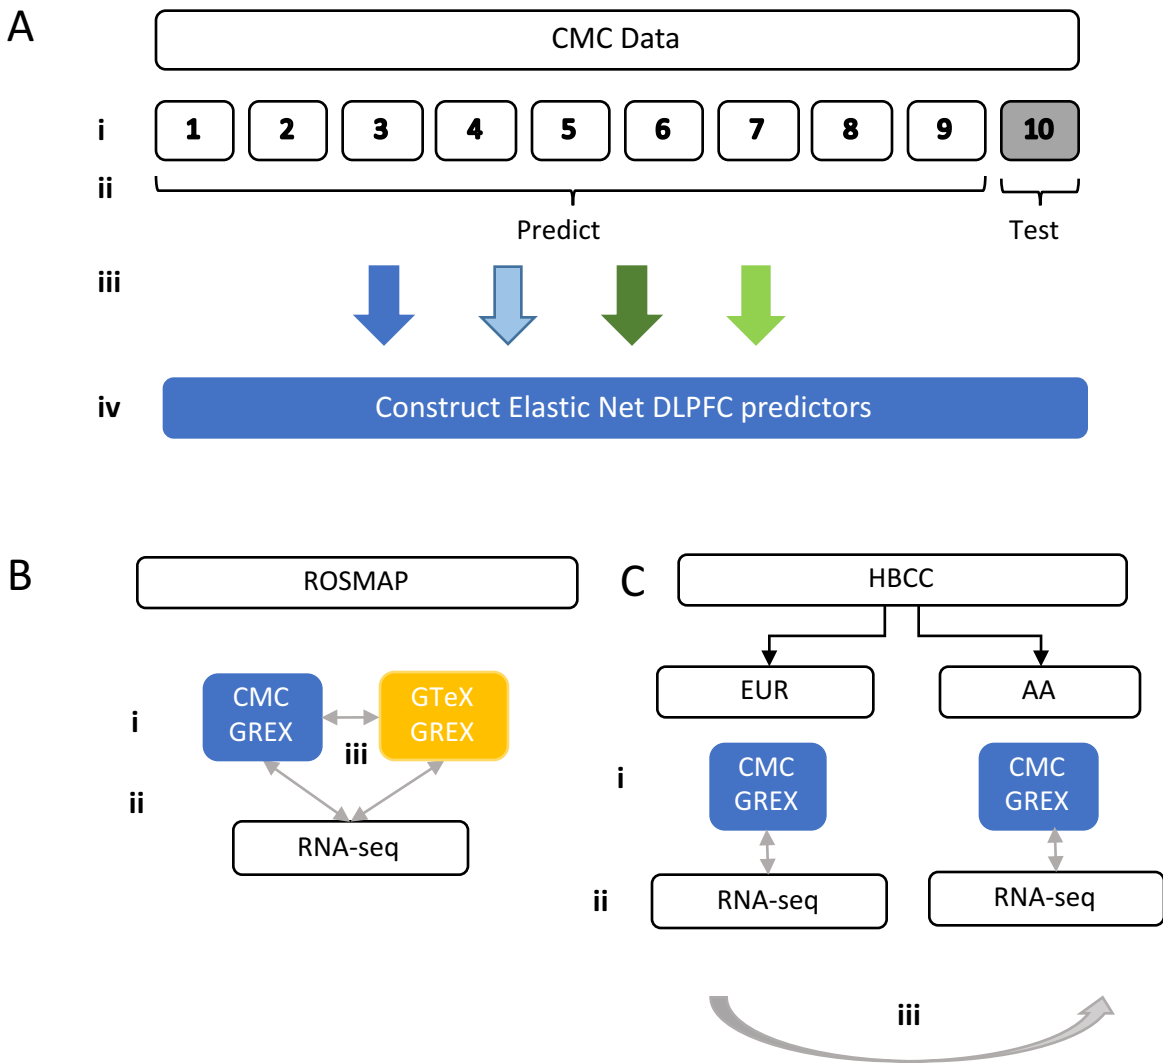 A
CMC Data
i
1 2 3 4 5 6 7 8 9 10
ii
Predict Test
iii
iv
Construct Elastic Net DLPFC predictors
B
ROSMAP
i
CMC
GREX
GTeX
GREX
iii
ii
RNA-seq
C
HBCC
EUR AA
i
CMC
GREX
CMC
GREX
ii
RNA-seq RNA-seq
iii